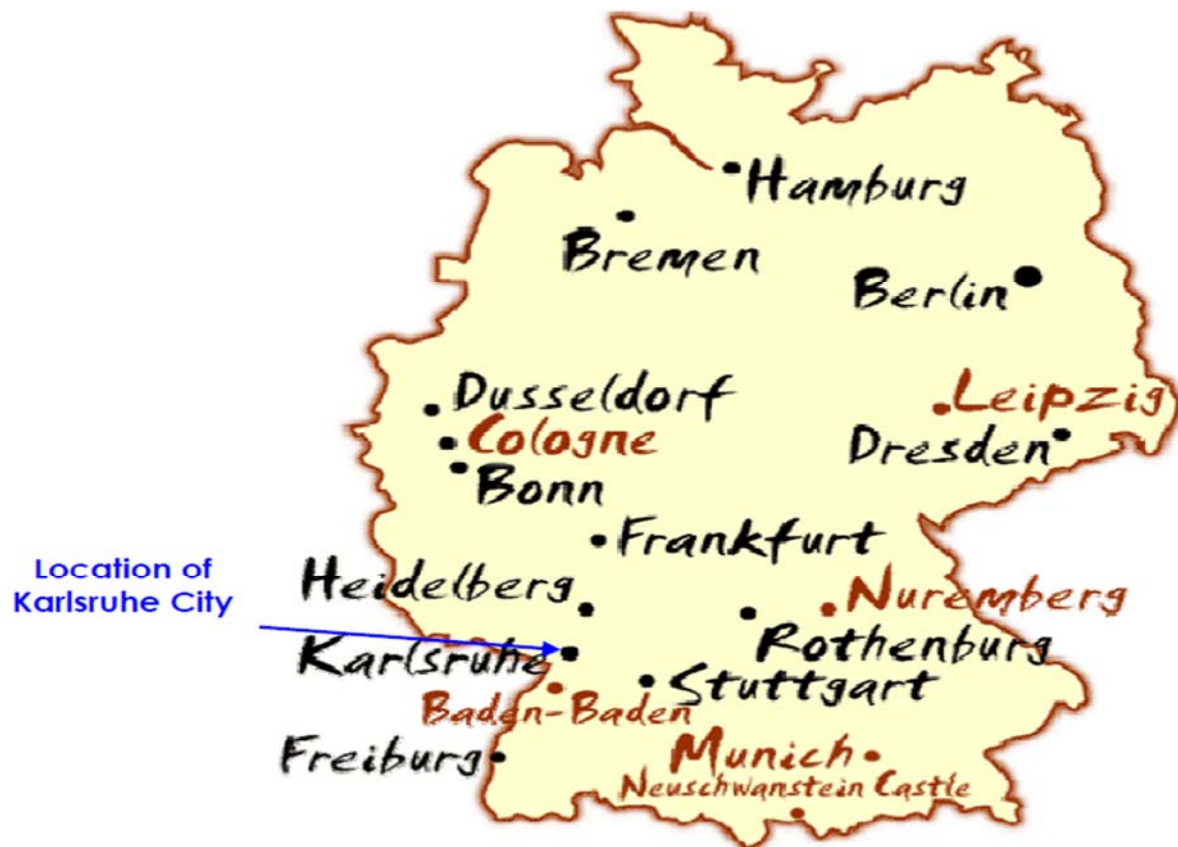 Hamburg
Bremen
Berlin
Dusseldorf
Leipzig
Cologne
Dresden
Bonn
Frankfurt
Location of
Karlsruhe City
Heidelberg
Nuremberg
Rothenburg
Karlsruhe
Stuttgart
Baden-Baden
Freiburg
Munich
Neuschwanstein Castle